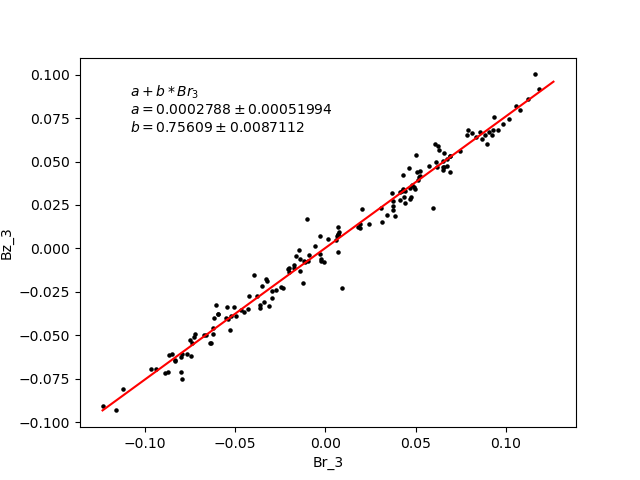 a + b * Br₃
a = 0.0002788 ± 0.00051994
b = 0.75609 ± 0.0087112
0.100
0.075
0.050
0.025
0.000
−0.025
−0.050
−0.075
−0.100
Bz_3
−0.10 −0.05 0.00 0.05 0.10
Br_3